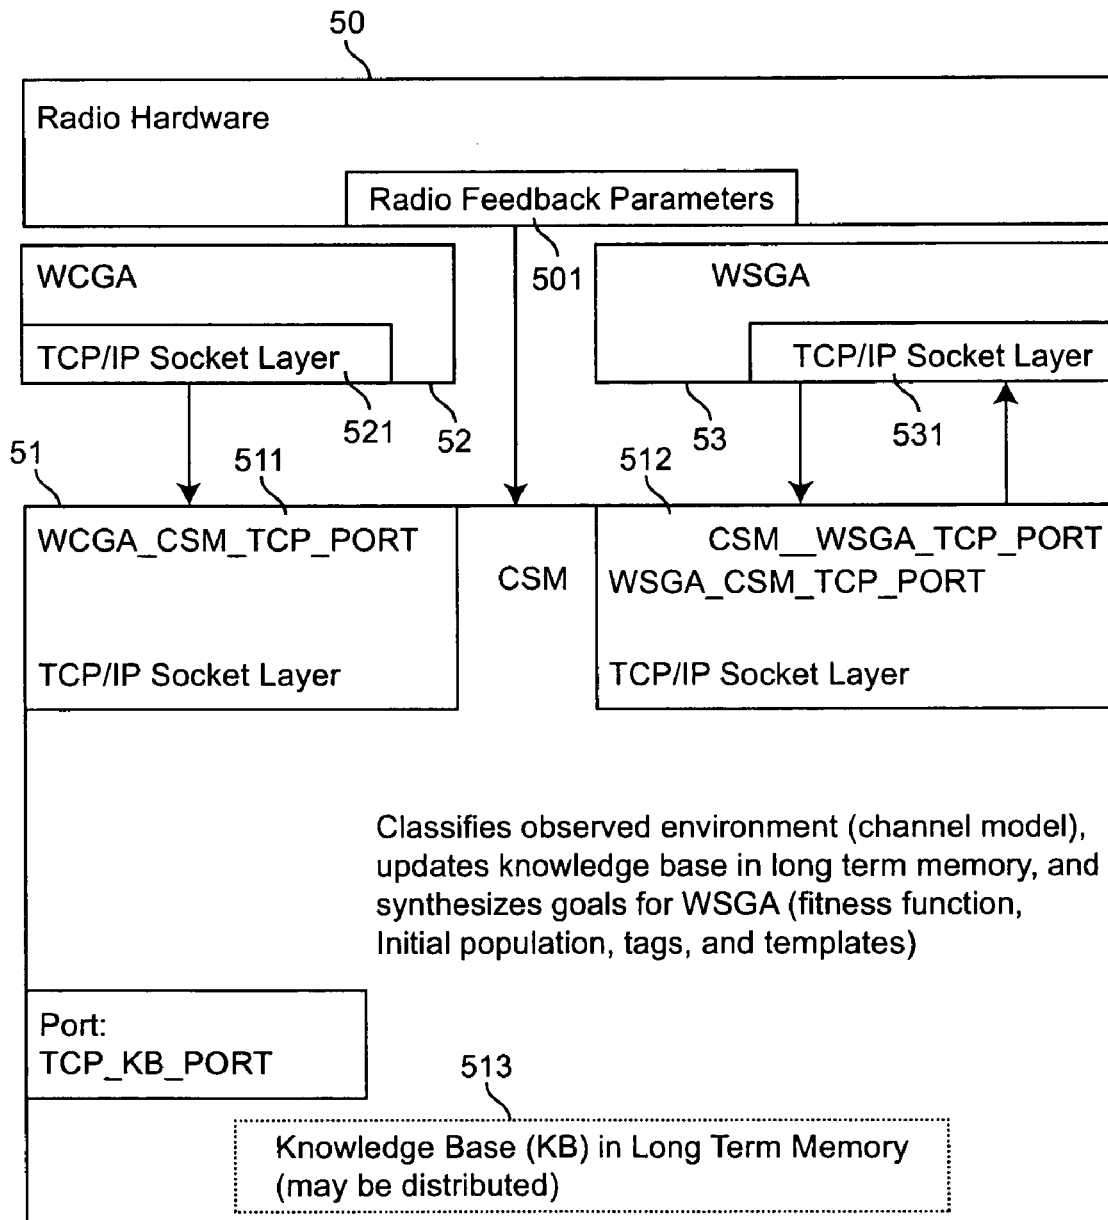 50
Radio Hardware
Radio Feedback Parameters
501
WCGA
WSGA
TCP/IP Socket Layer
TCP/IP Socket Layer
521
52
53
531
51
511
512
WCGA_CSM_TCP_PORT
CSM__WSGA_TCP_PORT
CSM
WSGA_CSM_TCP_PORT
TCP/IP Socket Layer
TCP/IP Socket Layer
Classifies observed environment (channel model),
updates knowledge base in long term memory, and
synthesizes goals for WSGA (fitness function,
Initial population, tags, and templates)
Port:
TCP_KB_PORT
513
Knowledge Base (KB) in Long Term Memory
(may be distributed)